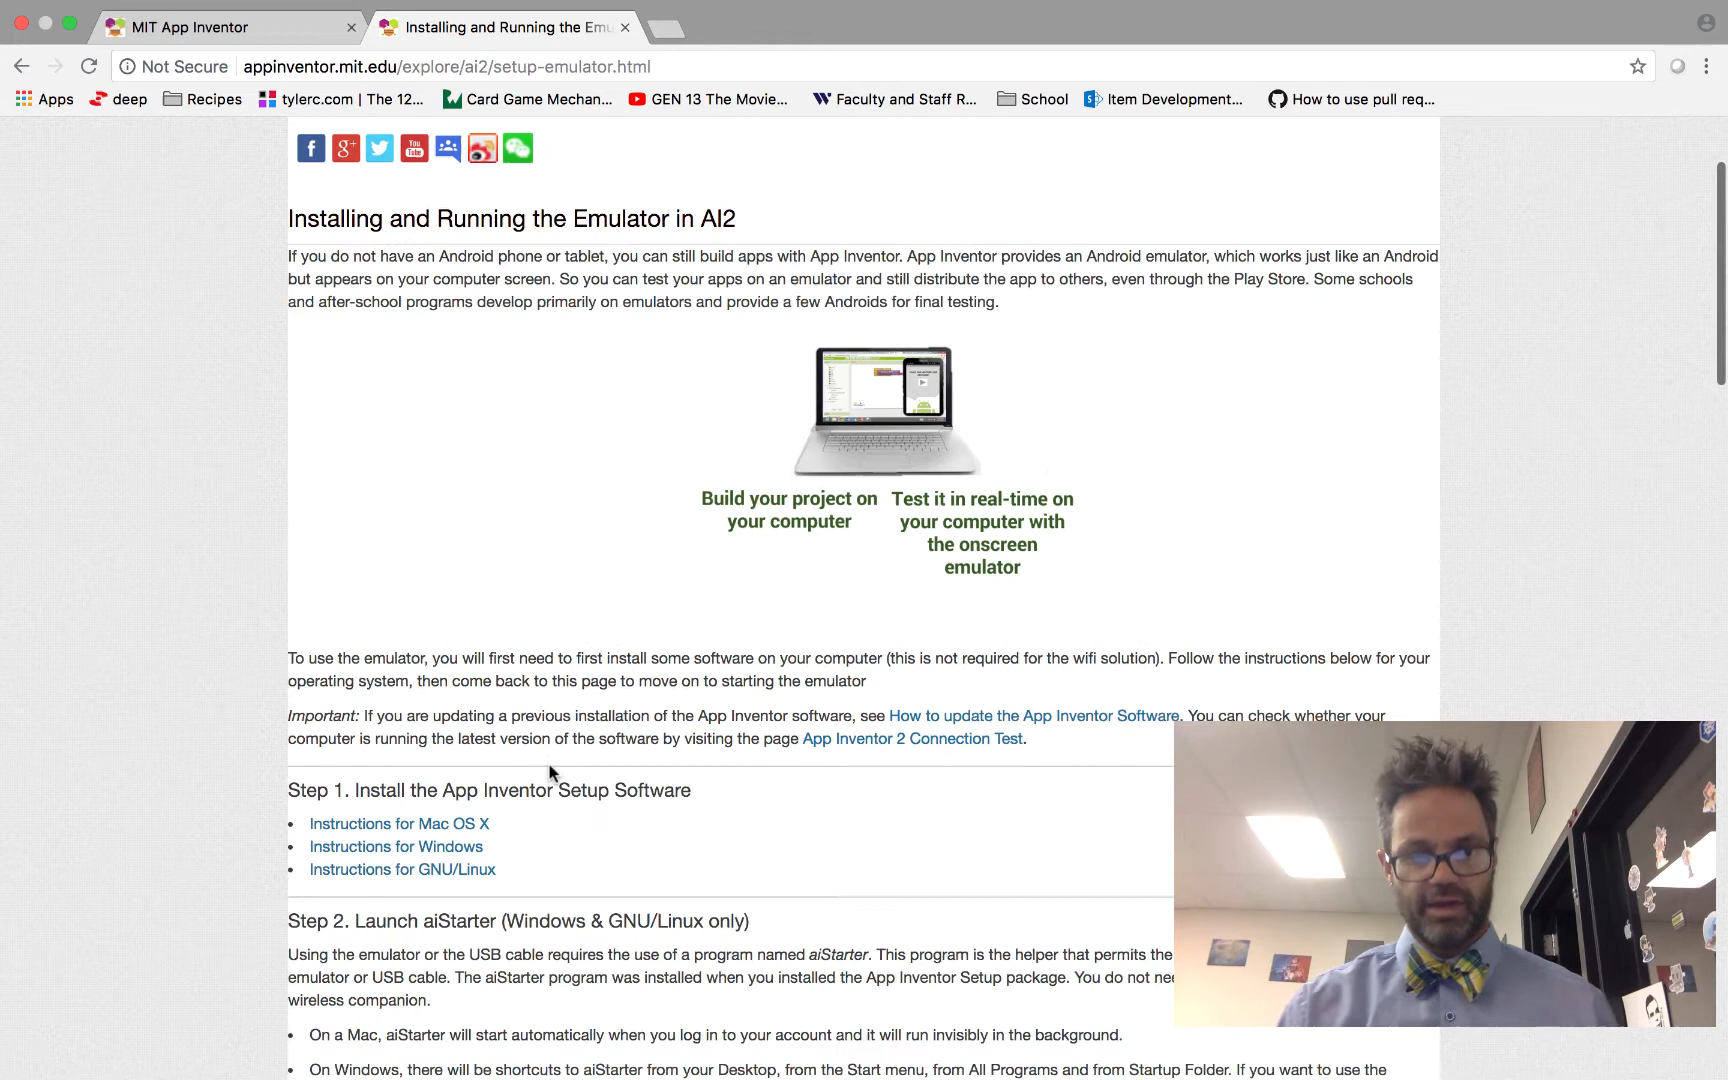 MIT App Inventor
Installing and Running the Emu
Not Secure appinventor.mit.edu/explore/ai2/setup-emulator.html
Apps deep Recipes tylerc.com | The 12... Card Game Mechan... GEN 13 The Movie... Faculty and Staff R... School Item Development... How to use pull req...
Installing and Running the Emulator in AI2
If you do not have an Android phone or tablet, you can still build apps with App Inventor. App Inventor provides an Android emulator, which works just like an Android
but appears on your computer screen. So you can test your apps on an emulator and still distribute the app to others, even through the Play Store. Some schools
and after-school programs develop primarily on emulators and provide a few Androids for final testing.
Build your project on
your computer
Test it in real-time on
your computer with
the onscreen
emulator
To use the emulator, you will first need to first install some software on your computer (this is not required for the wifi solution). Follow the instructions below for your
operating system, then come back to this page to move on to starting the emulator
Important: If you are updating a previous installation of the App Inventor software, see How to update the App Inventor Software. You can check whether your
computer is running the latest version of the software by visiting the page App Inventor 2 Connection Test.
Step 1. Install the App Inventor Setup Software
• Instructions for Mac OS X
• Instructions for Windows
• Instructions for GNU/Linux
Step 2. Launch aiStarter (Windows & GNU/Linux only)
Using the emulator or the USB cable requires the use of a program named aiStarter. This program is the helper that permits the
emulator or USB cable. The aiStarter program was installed when you installed the App Inventor Setup package. You do not
wireless companion.
• On a Mac, aiStarter will start automatically when you log in to your account and it will run invisibly in the background.
• On Windows, there will be shortcuts to aiStarter from your Desktop, from the Start menu, from All Programs and from Startup Folder. If you want to use the